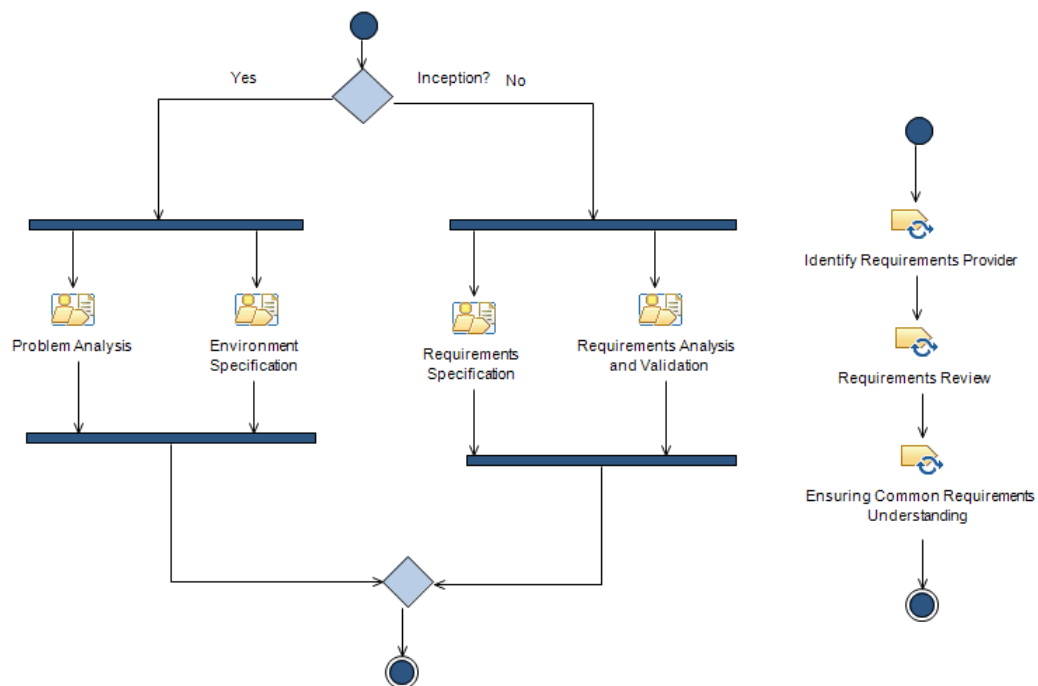 Yes
Inception?
No
Problem Analysis
Environment
Specification
Requirements
Specification
Requirements Analysis
and Validation
Identify Requirements Provider
Requirements Review
Ensuring Common Requirements
Understanding